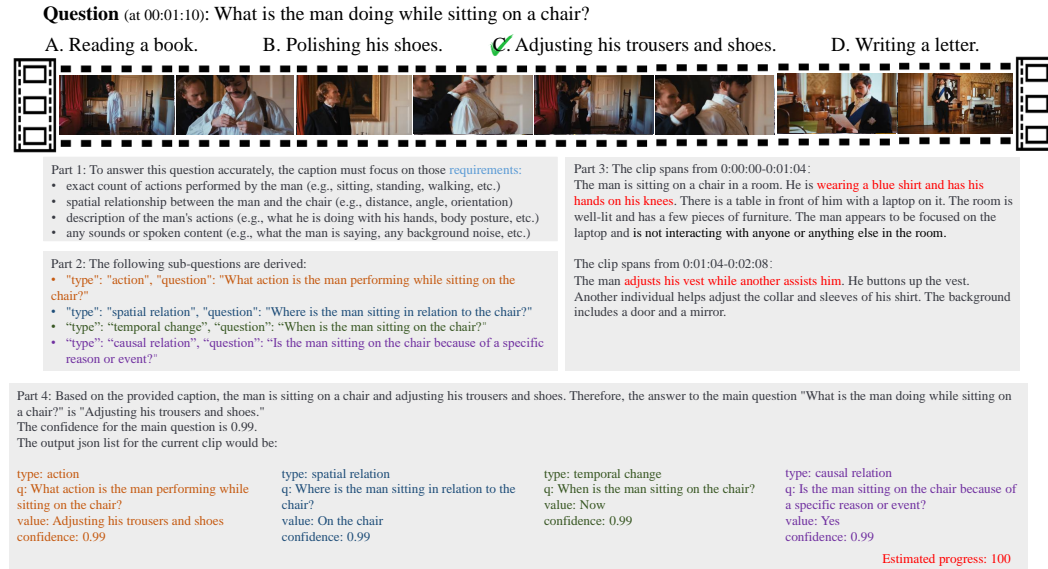 Question (at 00:01:10): What is the man doing while sitting on a chair?
A. Reading a book. B. Polishing his shoes. C. Adjusting his trousers and shoes. D. Writing a letter.
Part 1: To answer this question accurately, the caption must focus on those requirements:
• exact count of actions performed by the man (e.g., sitting, standing, walking, etc.)
• spatial relationship between the man and the chair (e.g., distance, angle, orientation)
• description of the man's actions (e.g., what he is doing with his hands, body posture, etc.)
• any sounds or spoken content (e.g., what the man is saying, any background noise, etc.)
Part 2: The following sub-questions are derived:
• "type": "action", "question": "What action is the man performing while sitting on the
chair?"
• "type": "spatial relation", "question": "Where is the man sitting in relation to the chair?"
• “type”: “temporal change”, “question”: “When is the man sitting on the chair?"
• “type”: “causal relation”, “question”: “Is the man sitting on the chair because of a specific
reason or event?"
Part 3: The clip spans from 0:00:00-0:01:04:
The man is sitting on a chair in a room. He is wearing a blue shirt and has his
hands on his knees. There is a table in front of him with a laptop on it. The room is
well-lit and has a few pieces of furniture. The man appears to be focused on the
laptop and is not interacting with anyone or anything else in the room.
The clip spans from 0:01:04-0:02:08:
The man adjusts his vest while another assists him. He buttons up the vest.
Another individual helps adjust the collar and sleeves of his shirt. The background
includes a door and a mirror.
Part 4: Based on the provided caption, the man is sitting on a chair and adjusting his trousers and shoes. Therefore, the answer to the main question "What is the man doing while sitting on
a chair?" is "Adjusting his trousers and shoes."
The confidence for the main question is 0.99.
The output json list for the current clip would be:
type: action
q: What action is the man performing while
sitting on the chair?
value: Adjusting his trousers and shoes
confidence: 0.99
type: spatial relation
q: Where is the man sitting in relation to the
chair?
value: On the chair
confidence: 0.99
type: temporal change
q: When is the man sitting on the chair?
value: Now
confidence: 0.99
type: causal relation
q: Is the man sitting on the chair because of
a specific reason or event?
value: Yes
confidence: 0.99
Estimated progress: 100